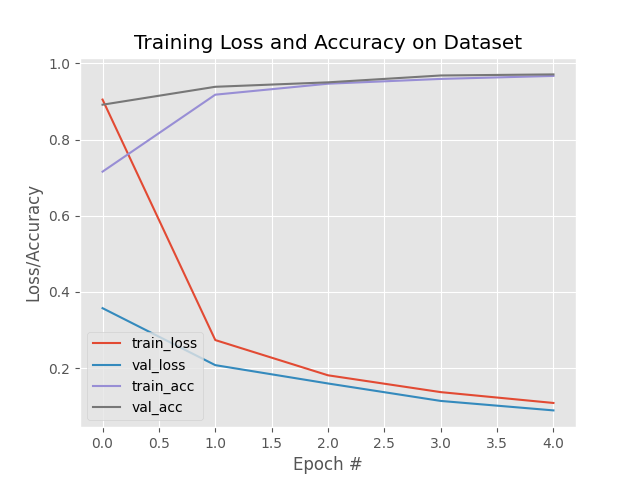 Training Loss and Accuracy on Dataset
1.0
0.8
0.6
0.4
0.2
Loss/Accuracy
train_loss
val_loss
train_acc
val_acc
0.0 0.5 1.0 1.5 2.0 2.5 3.0 3.5 4.0
Epoch #